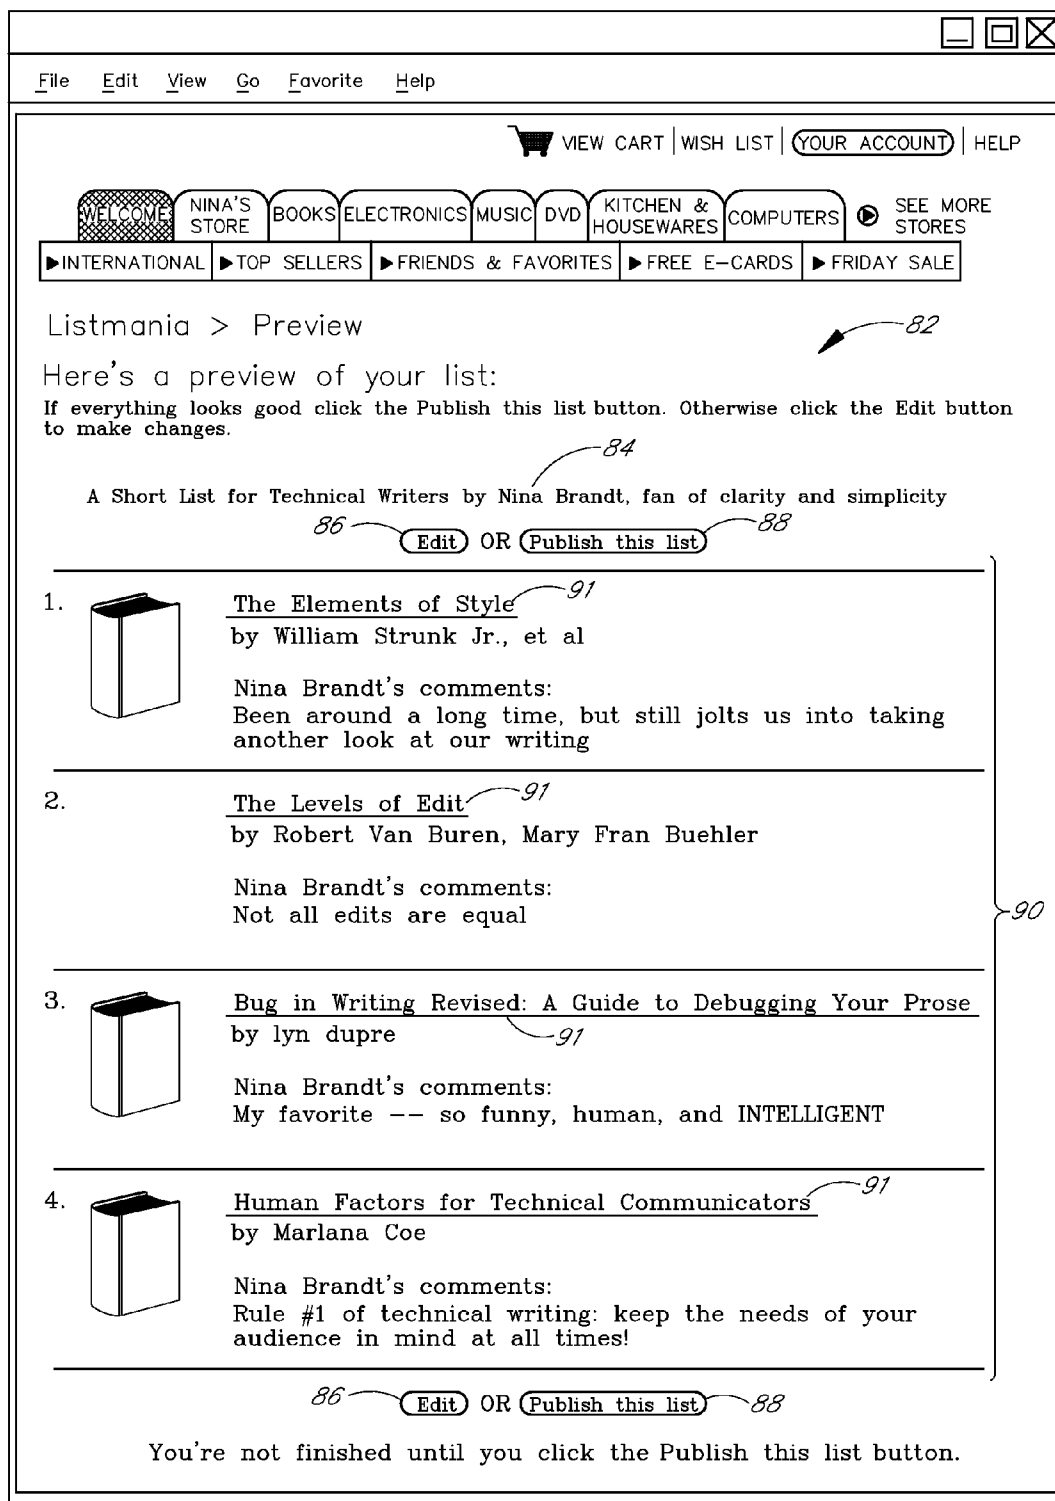 File Edit View Go Favorite Help
VIEW CART WISH LIST YOUR ACCOUNT HELP
WELCOME NINA'S STORE BOOKS ELECTRONICS MUSIC DVD KITCHEN & HOUSEWARES COMPUTERS SEE MORE STORES
INTERNATIONAL TOP SELLERS FRIENDS & FAVORITES FREE E-CARDS FRIDAY SALE
Listmania > Preview
82
Here's a preview of your list:
If everything looks good click the Publish this list button. Otherwise click the Edit button
to make changes.
84
A Short List for Technical Writers by Nina Brandt, fan of clarity and simplicity
86 Edit OR Publish this list 88
1. The Elements of Style 91
by William Strunk Jr., et al
Nina Brandt's comments:
Been around a long time, but still jolts us into taking
another look at our writing
2. The Levels of Edit 91
by Robert Van Buren, Mary Fran Buehler
Nina Brandt's comments:
Not all edits are equal
90
3. Bug in Writing Revised: A Guide to Debugging Your Prose
by lyn dupre 91
Nina Brandt's comments:
My favorite -- so funny, human, and INTELLIGENT
4. Human Factors for Technical Communicators 91
by Marlana Coe
Nina Brandt's comments:
Rule #1 of technical writing: keep the needs of your
audience in mind at all times!
86 Edit OR Publish this list 88
You're not finished until you click the Publish this list button.